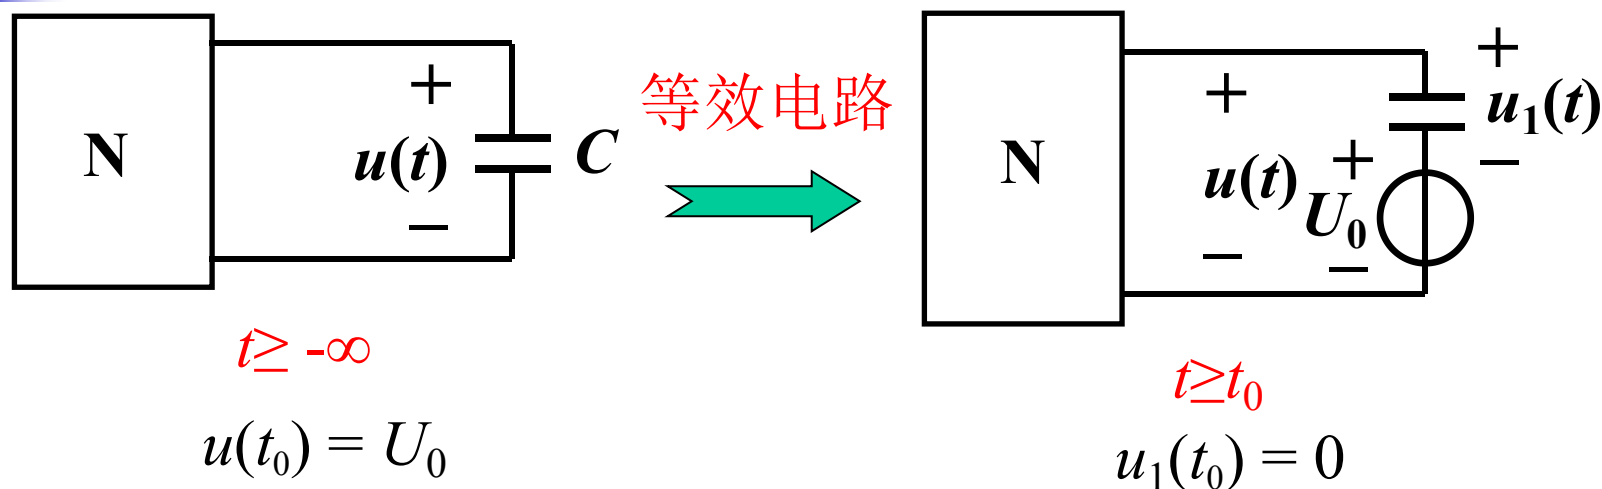 N
+
u(t)
−
C
t≥ -∞
u(t₀) = U₀
等效电路
N
+
u(t)
−
+
U₀
−
+
u₁(t)
−
t≥t₀
u₁(t₀) = 0